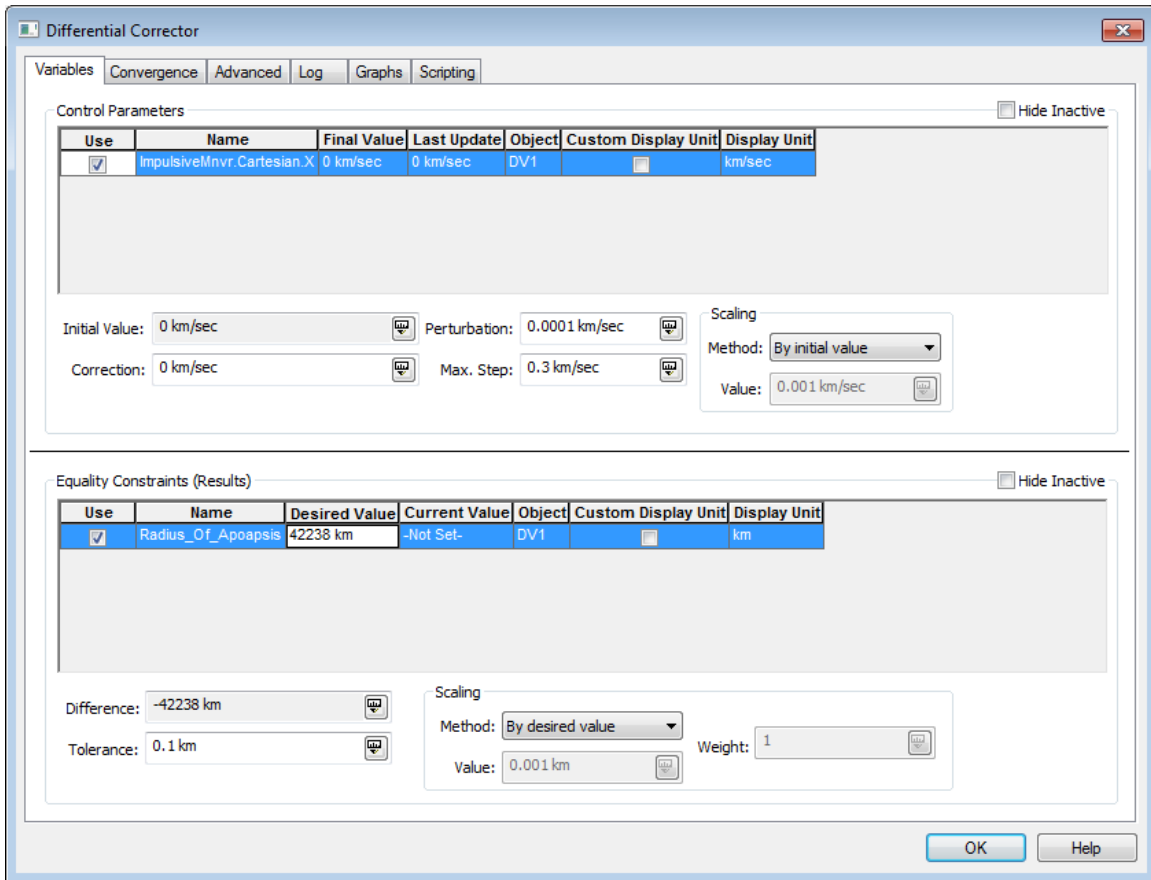 Differential Corrector
Variables Convergence Advanced Log Graphs Scripting
Control Parameters Hide Inactive
Use Name Final Value Last Update Object Custom Display Unit Display Unit
ImpulsiveMnvr.Cartesian.X 0 km/sec 0 km/sec DV1 km/sec
Initial Value: 0 km/sec Perturbation: 0.0001 km/sec
Correction: 0 km/sec Max. Step: 0.3 km/sec
Scaling
Method: By initial value
Value: 0.001 km/sec
Equality Constraints (Results) Hide Inactive
Use Name Desired Value Current Value Object Custom Display Unit Display Unit
Radius_Of_Apoapsis 42238 km -Not Set- DV1 km
Difference: -42238 km
Tolerance: 0.1 km
Scaling
Method: By desired value
Value: 0.001 km
Weight: 1
OK Help